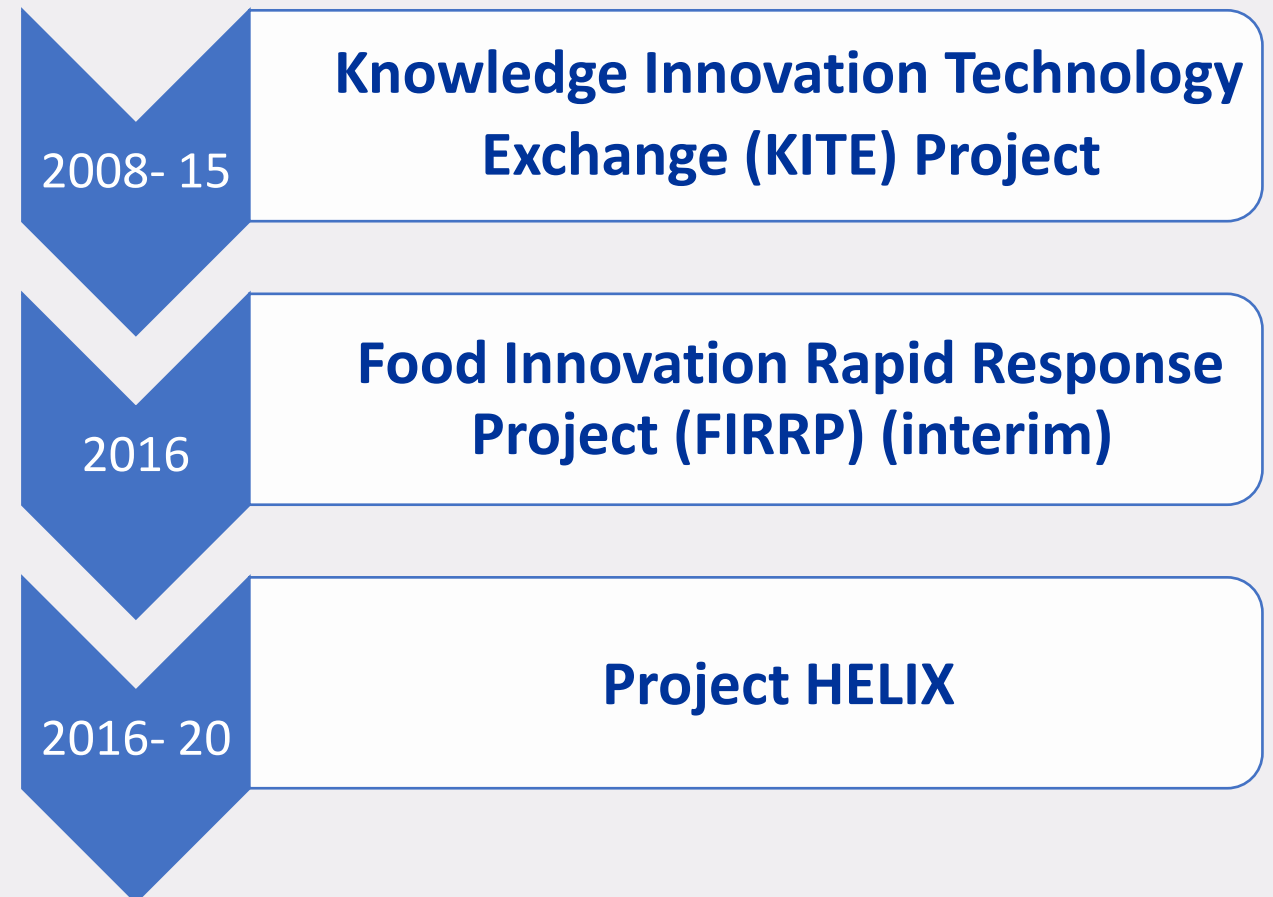 2008- 15
Knowledge Innovation Technology
Exchange (KITE) Project
2016
Food Innovation Rapid Response
Project (FIRRP) (interim)
2016- 20
Project HELIX